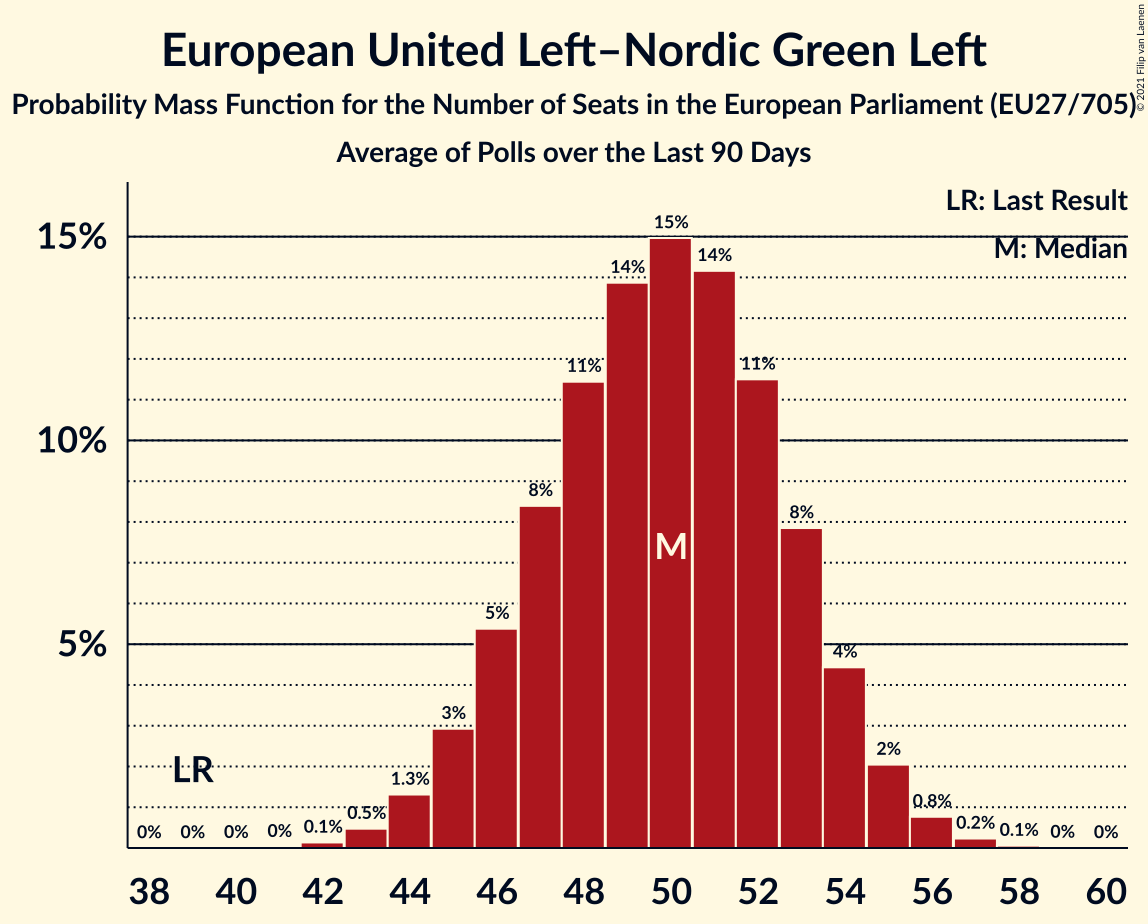 European United Left–Nordic Green Left
Probability Mass Function for the Number of Seats in the European Parliament (EU27/705)
Average of Polls over the Last 90 Days
© 2021 Filip van Laenen
LR: Last Result
M: Median
15%
10%
5%
0% 0% 0% 0% 0.1% 0.5% 1.3% 3% 5% 8% 11% 14% 15% 14% 11% 8% 4% 2% 0.8% 0.2% 0.1% 0% 0%
LR
M
38 40 42 44 46 48 50 52 54 56 58 60